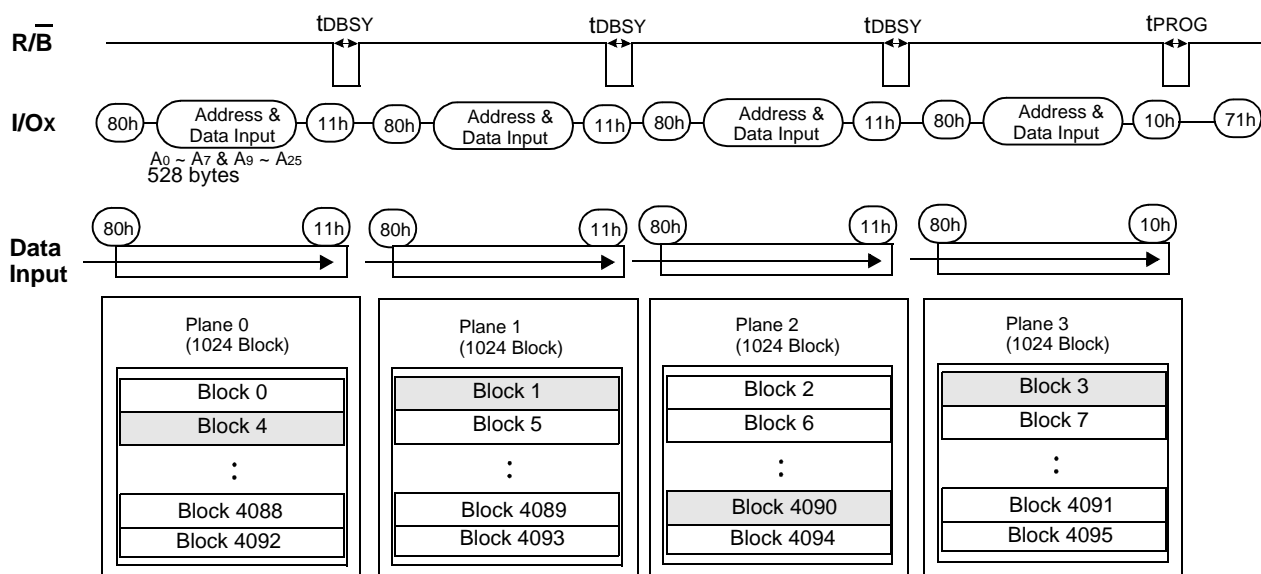 tDBSY tDBSY tDBSY tPROG
R/B
I/Ox 80h Address & Data Input 11h 80h Address & Data Input 11h 80h Address & Data Input 11h 80h Address & Data Input 10h 71h
A0 ~ A7 & A9 ~ A25
528 bytes
80h 11h 80h 11h 80h 11h 80h 10h
Data
Input
Plane 0
(1024 Block)
Block 0
Block 4
:
Block 4088
Block 4092
Plane 1
(1024 Block)
Block 1
Block 5
:
Block 4089
Block 4093
Plane 2
(1024 Block)
Block 2
Block 6
:
Block 4090
Block 4094
Plane 3
(1024 Block)
Block 3
Block 7
:
Block 4091
Block 4095